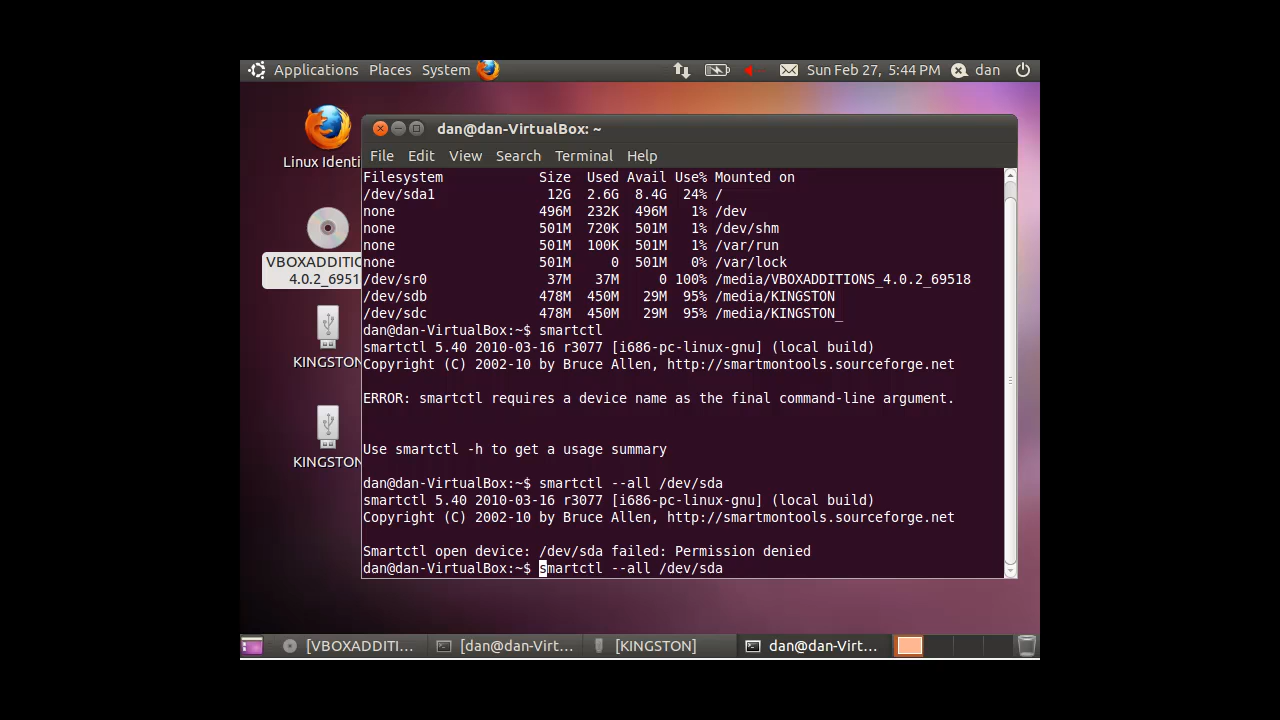 Applications Places System Sun Feb 27, 5:44 PM dan
dan@dan-VirtualBox: ~
File Edit View Search Terminal Help
Linux Identi
VBOXADDITIO
4.0.2_6951
KINGSTON
KINGSTON
Filesystem Size Used Avail Use% Mounted on
/dev/sda1 12G 2.6G 8.4G 24% /
none 496M 232K 496M 1% /dev
none 501M 720K 501M 1% /dev/shm
none 501M 100K 501M 1% /var/run
none 501M 0 501M 0% /var/lock
/dev/sr0 37M 37M 0 100% /media/VBOXADDITIONS_4.0.2_69518
/dev/sdb 478M 450M 29M 95% /media/KINGSTON
/dev/sdc 478M 450M 29M 95% /media/KINGSTON_
dan@dan-VirtualBox:~$ smartctl
smartctl 5.40 2010-03-16 r3077 [i686-pc-linux-gnu] (local build)
Copyright (C) 2002-10 by Bruce Allen, http://smartmontools.sourceforge.net
ERROR: smartctl requires a device name as the final command-line argument.
Use smartctl -h to get a usage summary
dan@dan-VirtualBox:~$ smartctl --all /dev/sda
smartctl 5.40 2010-03-16 r3077 [i686-pc-linux-gnu] (local build)
Copyright (C) 2002-10 by Bruce Allen, http://smartmontools.sourceforge.net
Smartctl open device: /dev/sda failed: Permission denied
dan@dan-VirtualBox:~$ smartctl --all /dev/sda
[VBOXADDITI... [dan@dan-Virt... [KINGSTON] dan@dan-Virt...